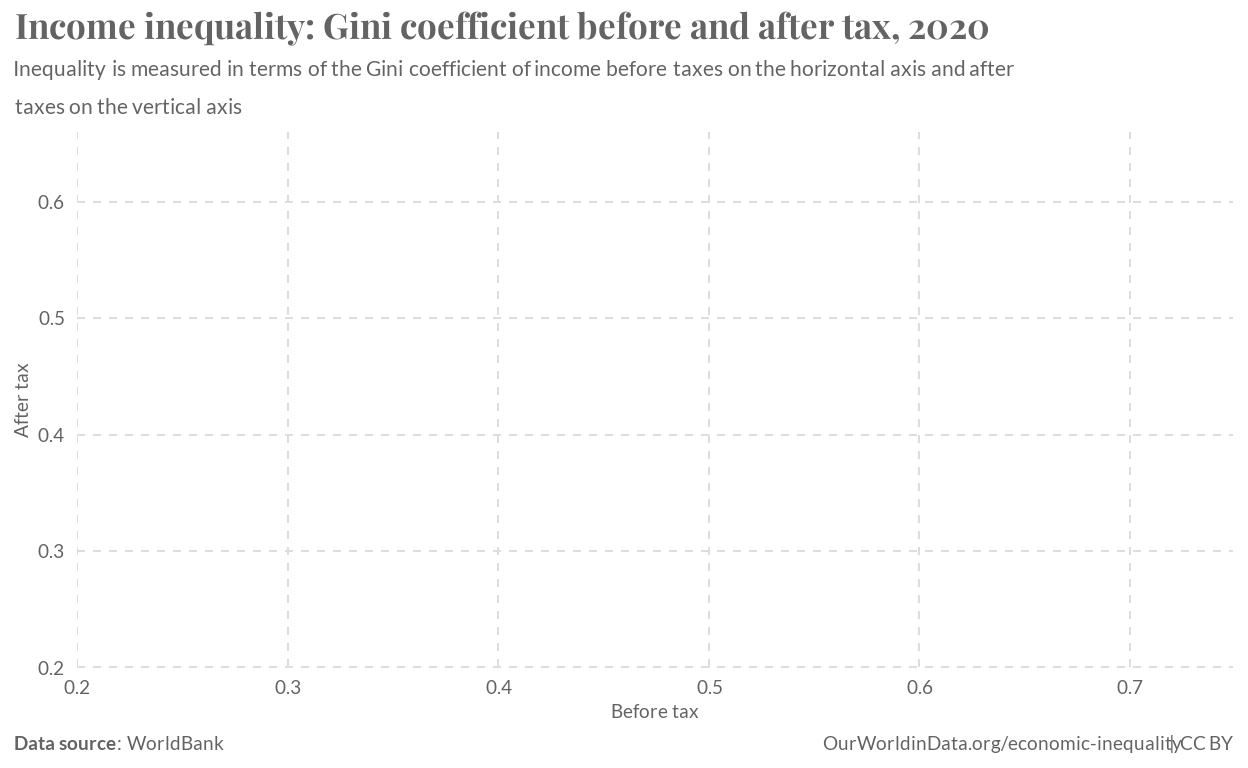 Income inequality: Gini coefficient before and after tax, 2020
Inequality is measured in terms of the Gini coefficient of income before taxes on the horizontal axis and after
taxes on the vertical axis
0.6
0.5
0.4
0.3
0.2
After tax
0.2 0.3 0.4 0.5 0.6 0.7
Before tax
Data source: WorldBank
OurWorldinData.org/economic-inequality | CC BY